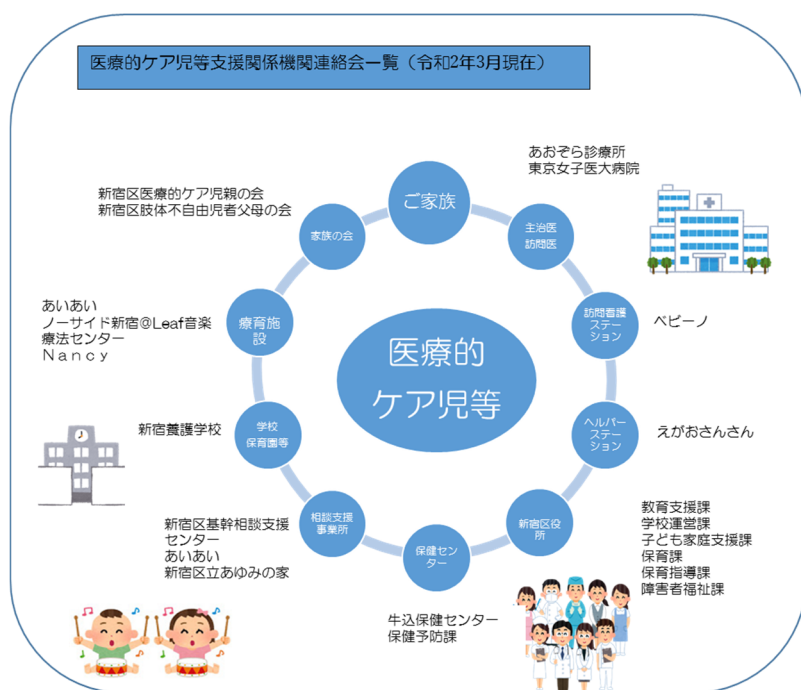 医療的ケア児等支援関係機関連絡会一覧（令和2年3月現在）
あおぞら診療所
東京女子医大病院
新宿区医療的ケア児親の会
新宿区肢体不自由児者父母の会
ご家族
家族の会
主治医
訪問医
あいあい
ノーサイド新宿@Leaf音楽
療法センター
Ｎａｎｃｙ
療育施
設
訪問看護
ステー
ション
ベビーノ
医療的
ケア児等
新宿養護学校
学校
保育園等
ヘルパー
ステー
ション
えがおさんさん
新宿区基幹相談支援
センター
あいあい
新宿区立あゆみの家
相談支援
事業所
保健セン
ター
新宿区役
所
教育支援課
学校運営課
子ども家庭支援課
保育課
保育指導課
障害者福祉課
牛込保健センター
保健予防課